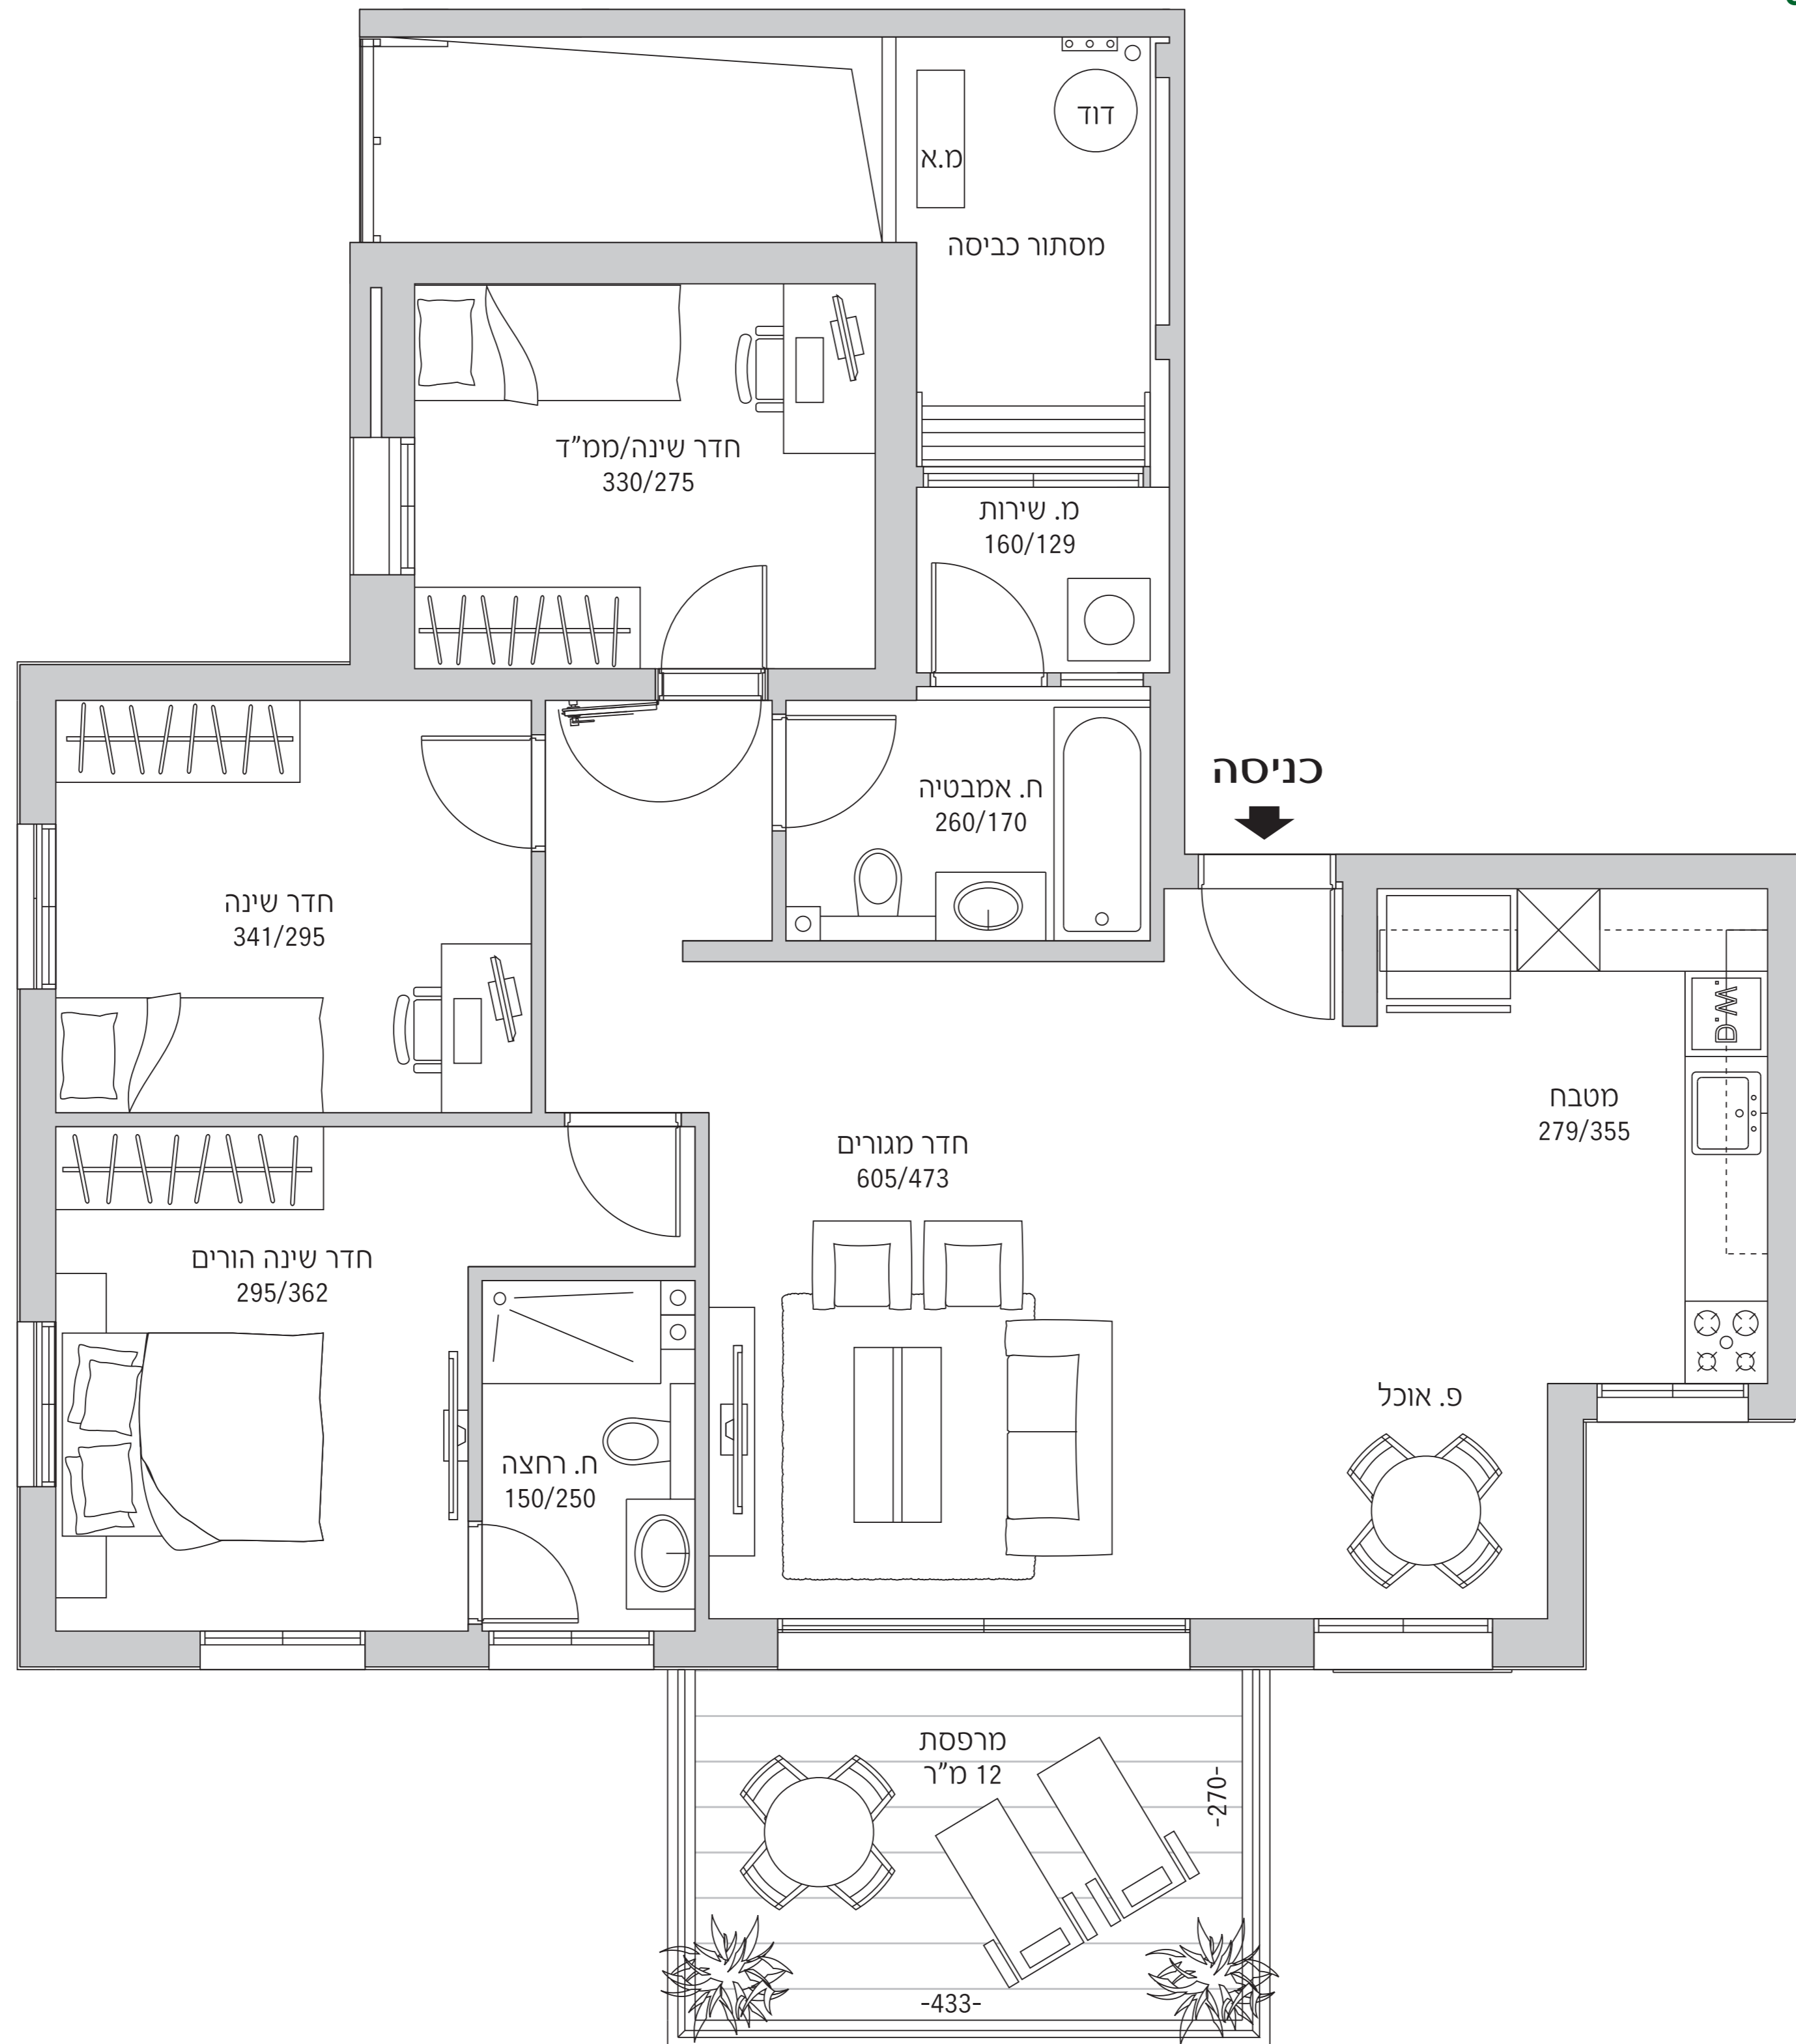 דוד
מ.א
מסתור כביסה
חדר שינה/ממ"ד
330/275
מ. שירות
160/129
כניסה
ח. אמבטיה
260/170
חדר שינה
341/295
D.W.
מטבח
279/355
חדר מגורים
605/473
חדר שינה הורים
295/362
פ. אוכל
ח. רחצה
150/250
מרפסת
12 מ"ר
-270-
-433-